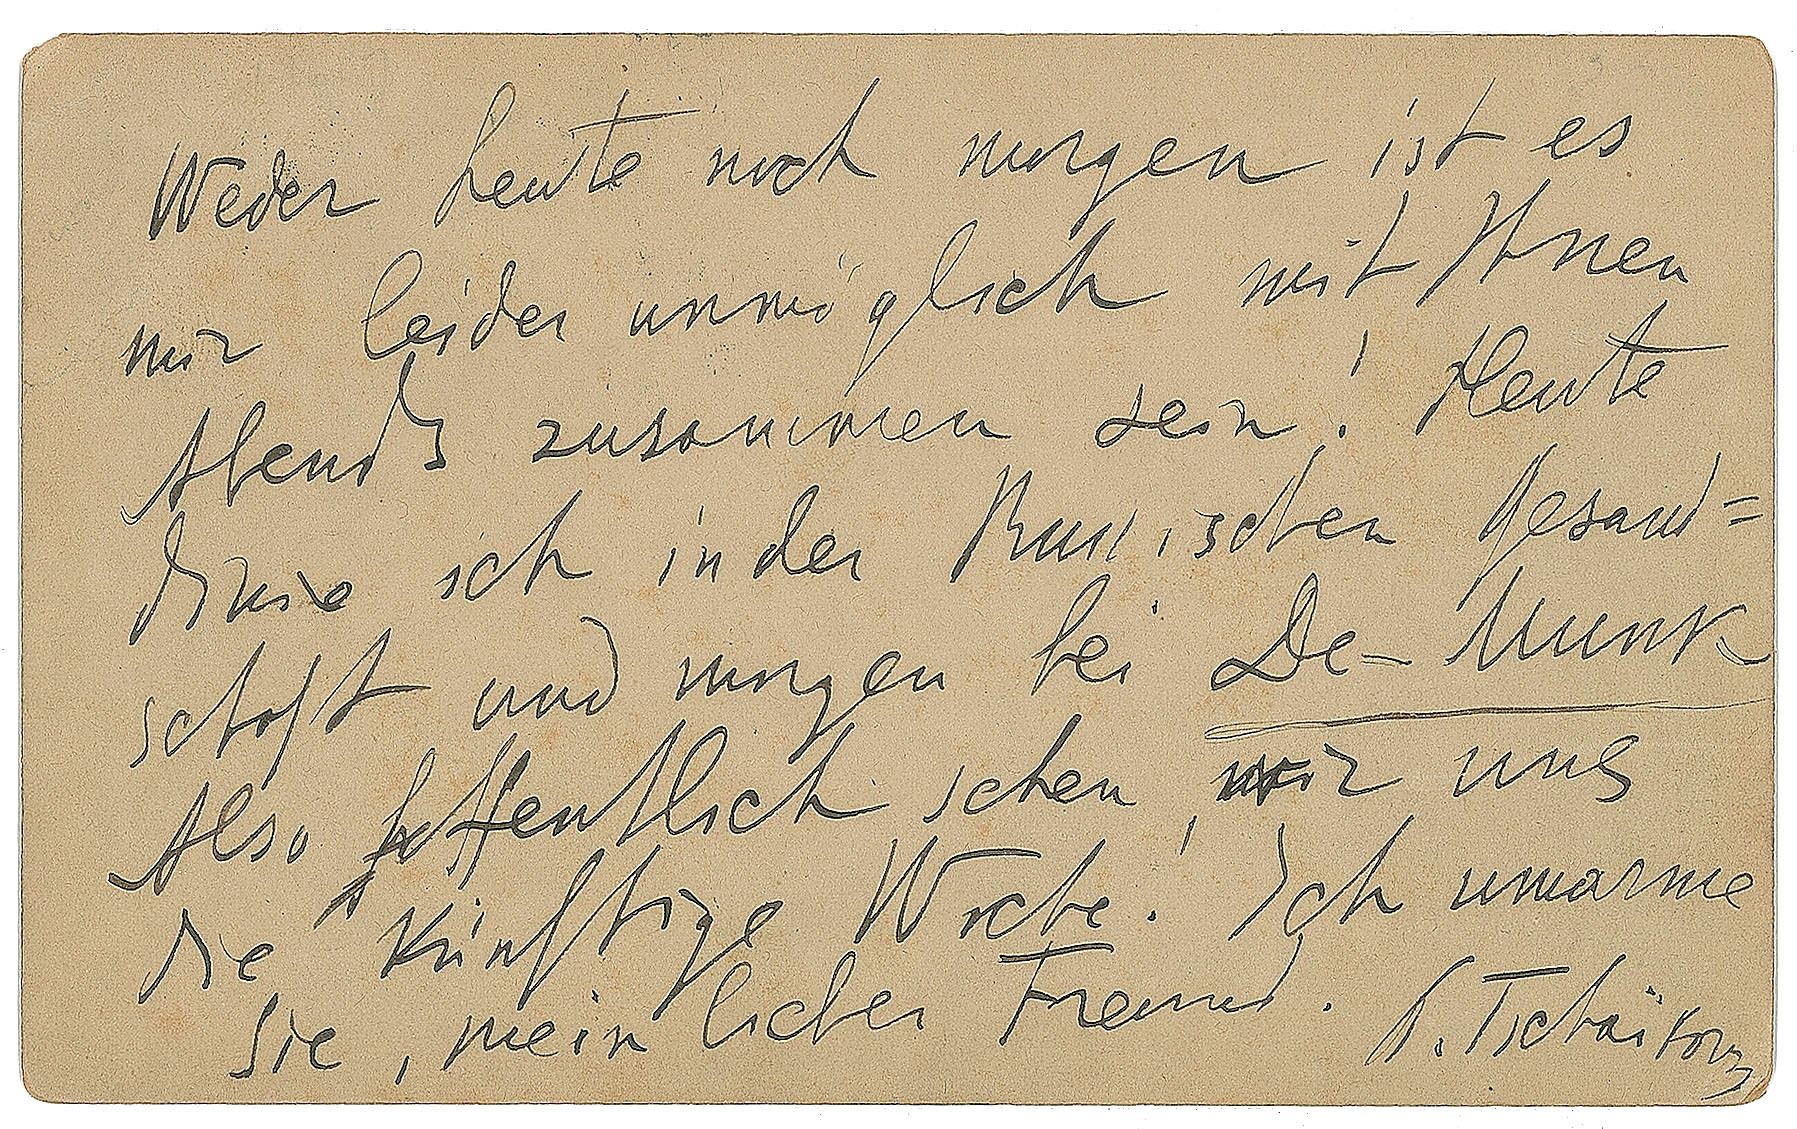 Weder heute noch morgen ist es
mir leider unmöglich mit Ihnen
Abends zusammen sein! Heute
dinire ich in der Russischen Gesand=
schaft und morgen bei De-Munk
Also hoffentlich sehen wir uns
die künftige Woche! Ich umarme
Sie, mein lieber Freund.
P. Tschaikovsky